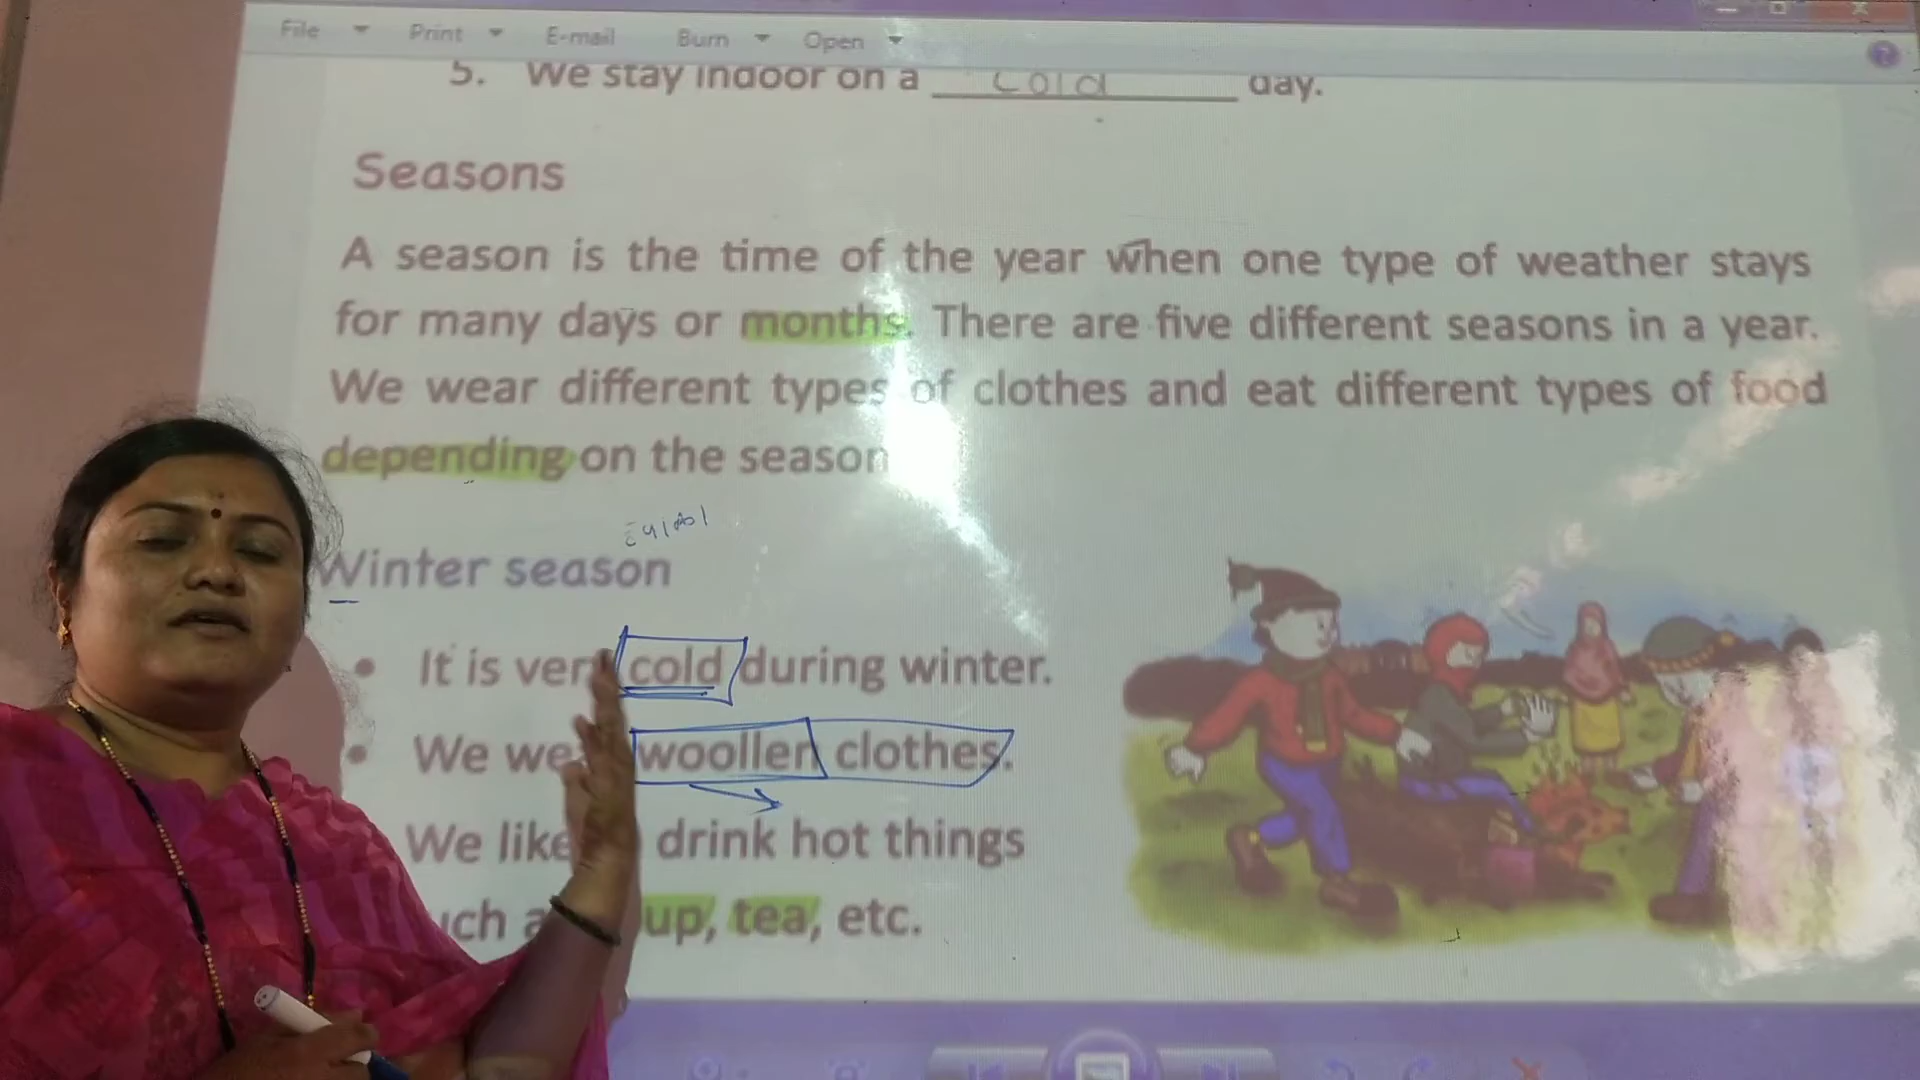 File Print E-mail Burn Open
5. We stay indoor on a cold day.
Seasons
A season is the time of the year when one type of weather stays
for many days or months. There are five different seasons in a year.
We wear different types of clothes and eat different types of food
depending on the season
Winter season
• It is very cold during winter.
• We we woollen clothes.
We like drink hot things
uch a up, tea, etc.